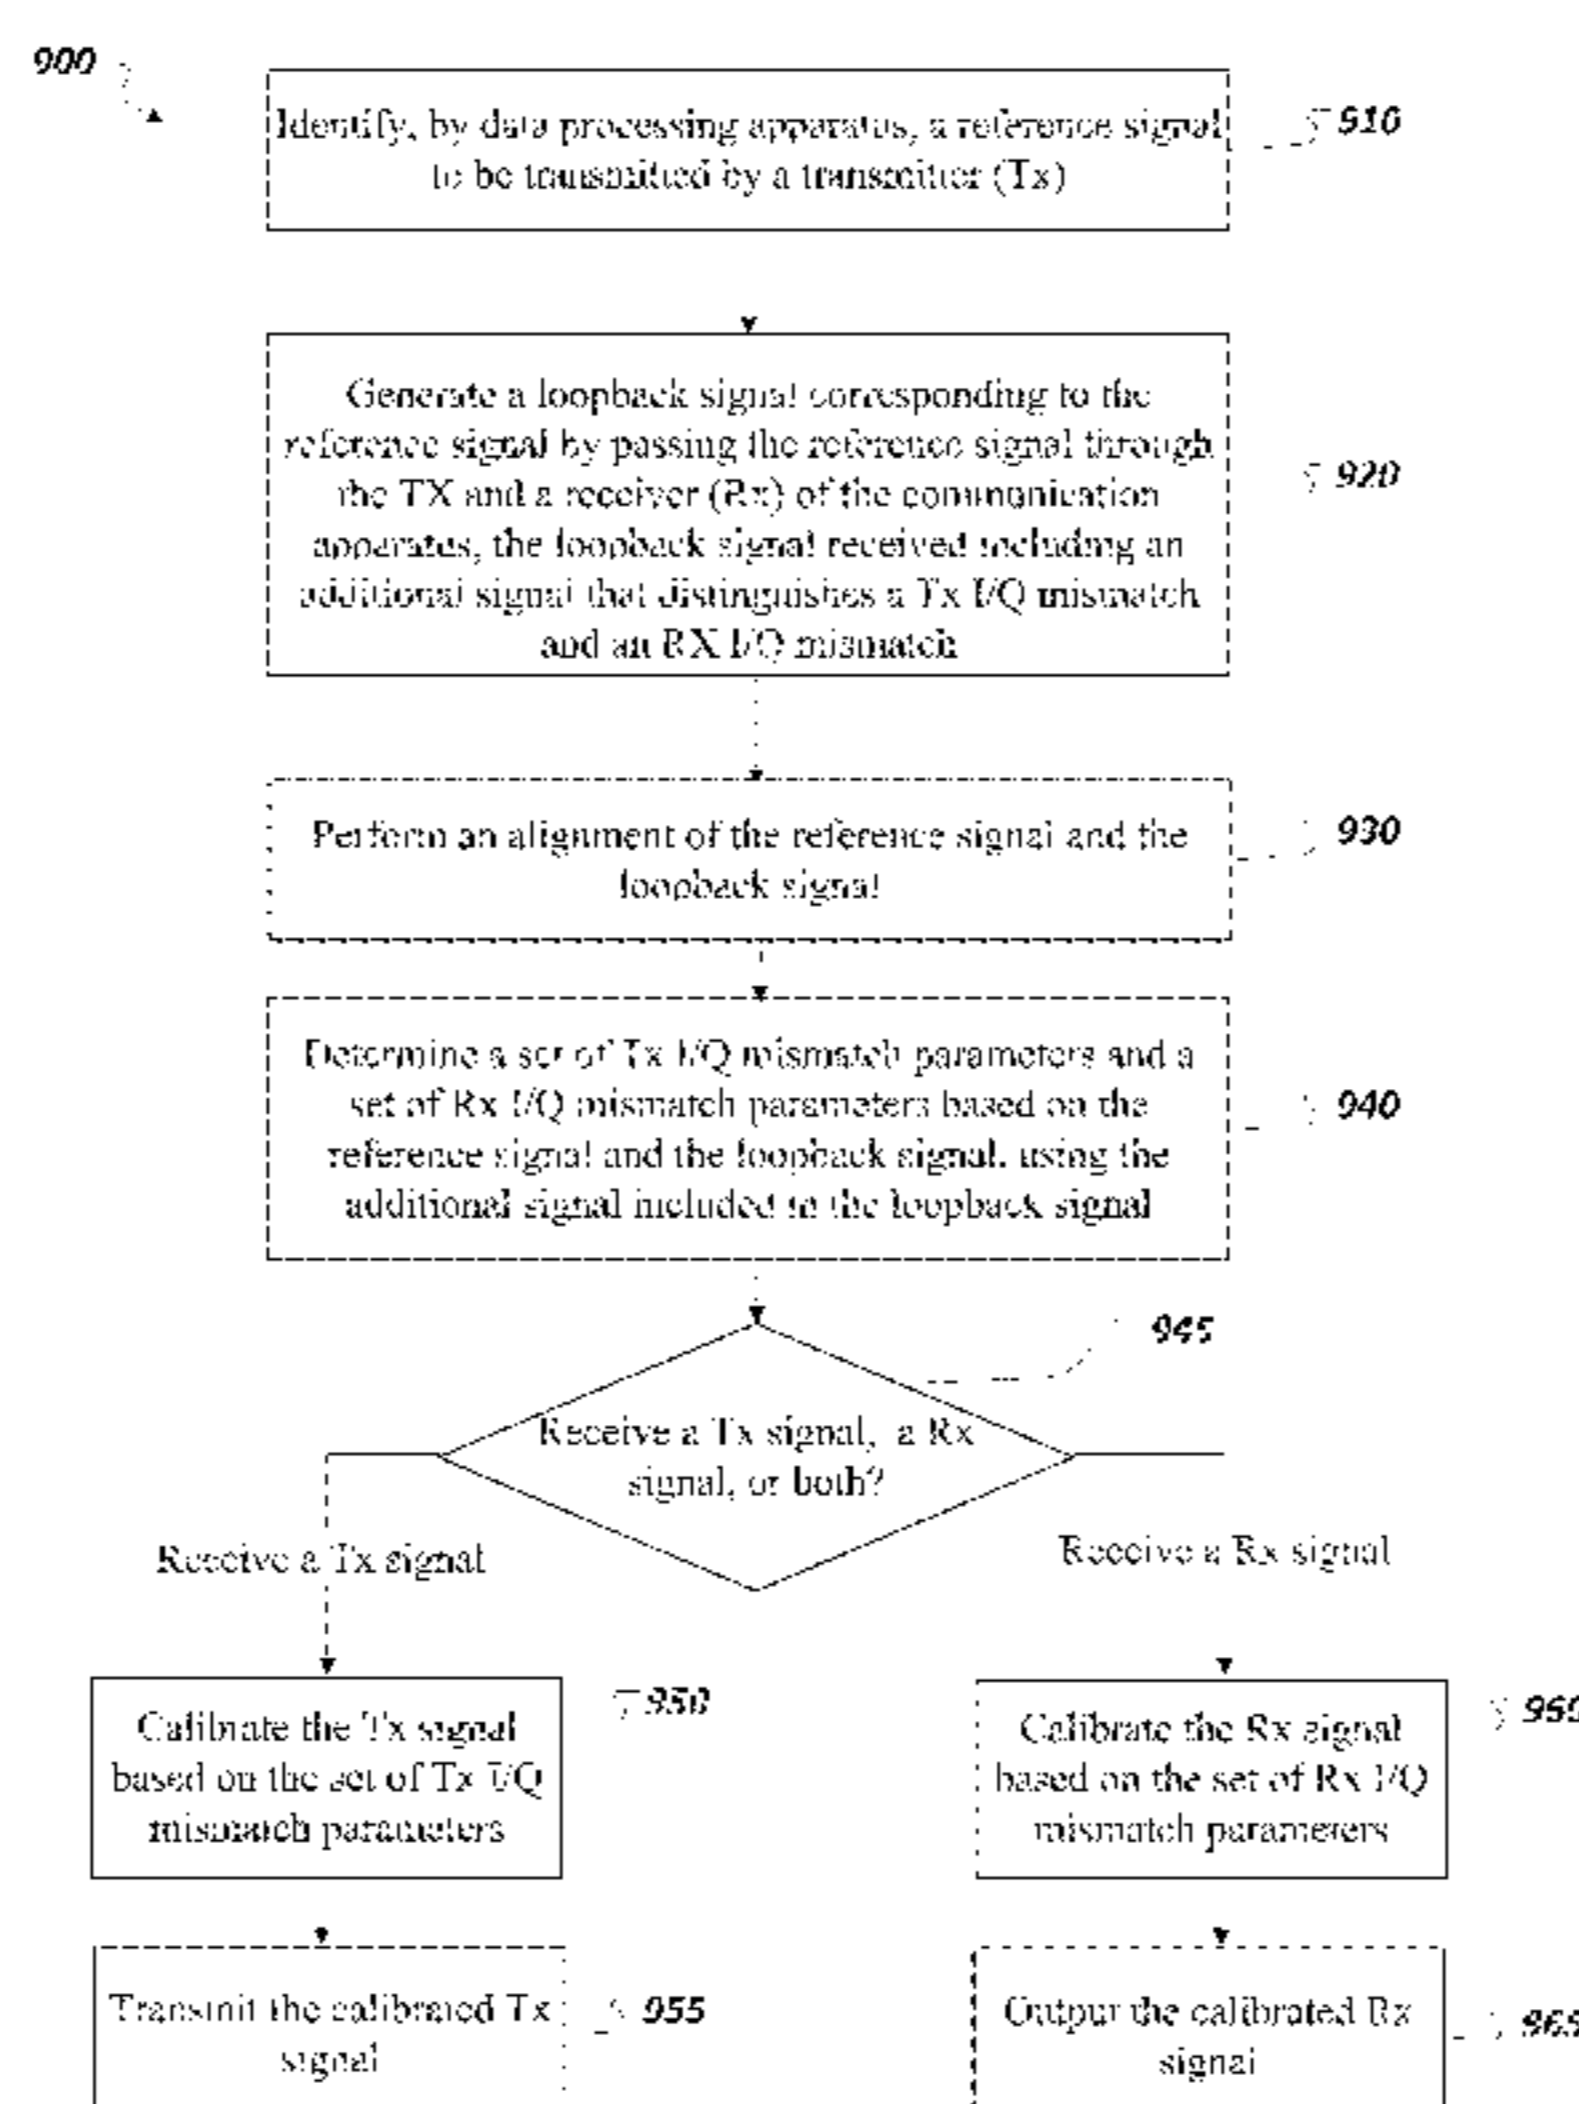 900
Identify, by data processing apparatus, a reference signal
to be transmitted by a transmitter (Tx)
910
Generate a loopback signal corresponding to the
reference signal by passing the reference signal through
the TX and a receiver (Rx) of the communication
apparatus, the loopback signal received including an
additional signal that distinguishes a Tx I/Q mismatch
and an RX I/Q mismatch
920
Perform an alignment of the reference signal and the
loopback signal
930
Determine a set of Tx I/Q mismatch parameters and a
set of Rx I/Q mismatch parameters based on the
reference signal and the loopback signal, using the
additional signal included in the loopback signal
940
945
Receive a Tx signal, a Rx
signal, or both?
Receive a Tx signal
Receive a Rx signal
Calibrate the Tx signal
based on the set of Tx I/Q
mismatch parameters
950
Calibrate the Rx signal
based on the set of Rx I/Q
mismatch parameters
960
Transmit the calibrated Tx
signal
955
Output the calibrated Rx
signal
965